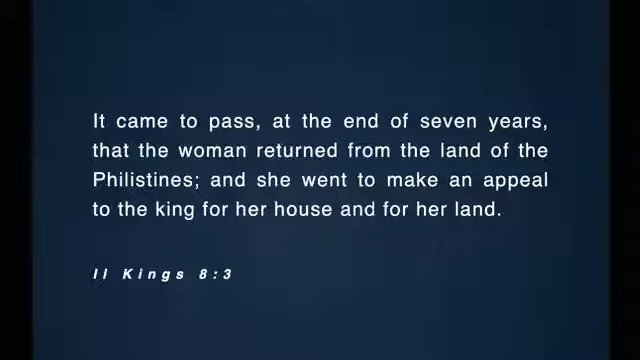 It came to pass, at the end of seven years,
that the woman returned from the land of the
Philistines; and she went to make an appeal
to the king for her house and for her land.
II Kings 8:3